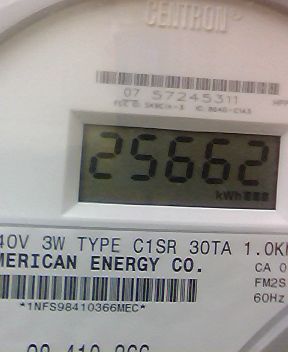 CENTRON
07 57245311
25662
kWh
40V 3W TYPE C1SR 30TA 1.0K
MERICAN ENERGY CO.
CA 0
FM2S
60Hz
*1NFS98410366MEC*